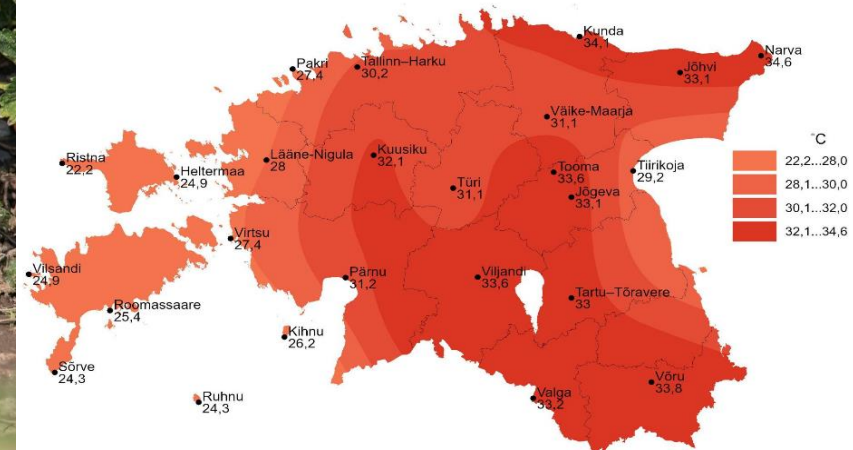 Kunda
34,1
Narva
34,6
Pakri
27,4
Tallinn–Harku
30,2
Jõhvi
33,1
Väike-Maarja
31,1
Ristna
22,2
Heltermaa
24,9
Lääne-Nigula
28
Kuusiku
32,1
Türi
31,1
Tooma
33,6
Jõgeva
33,1
Tiirikoja
29,2
°C
22,2...28,0
28,1...30,0
30,1...32,0
32,1...34,6
Virtsu
27,4
Vilsandi
24,9
Roomassaare
25,4
Pärnu
31,2
Viljandi
33,6
Tartu–Tõravere
33
Kihnu
26,2
Sõrve
24,3
Ruhnu
24,3
Valga
33,2
Võru
33,8